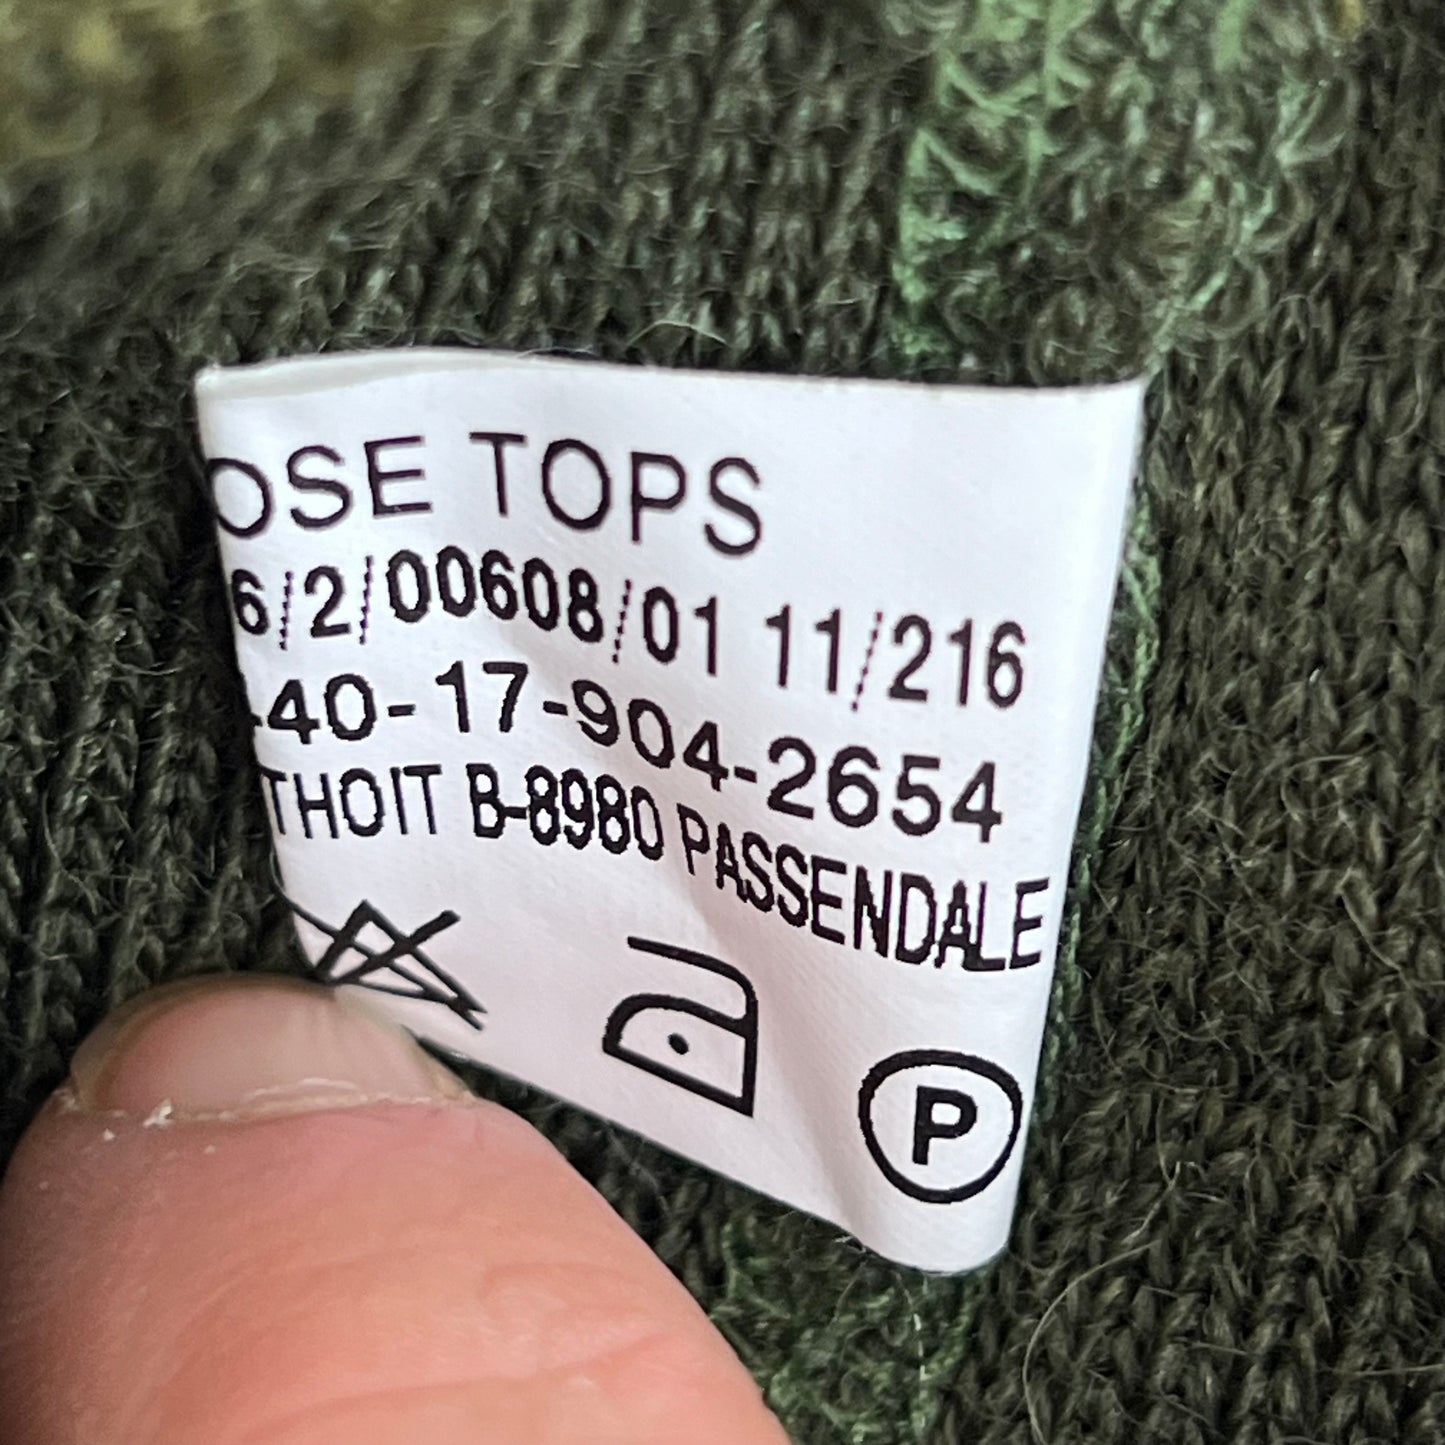 OSE TOPS
6/2/00608/01 11/216
-40-17-904-2654
THOIT B-8980 PASSENDALE
P